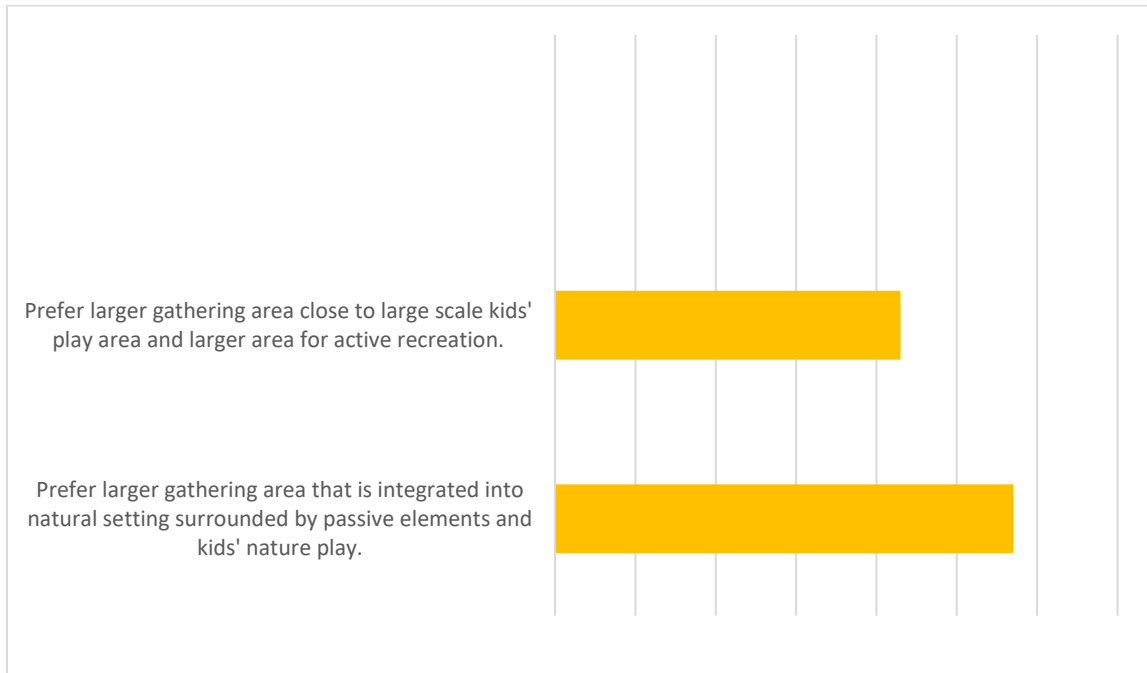 Prefer larger gathering area close to large scale kids'
play area and larger area for active recreation.
Prefer larger gathering area that is integrated into
natural setting surrounded by passive elements and
kids' nature play.